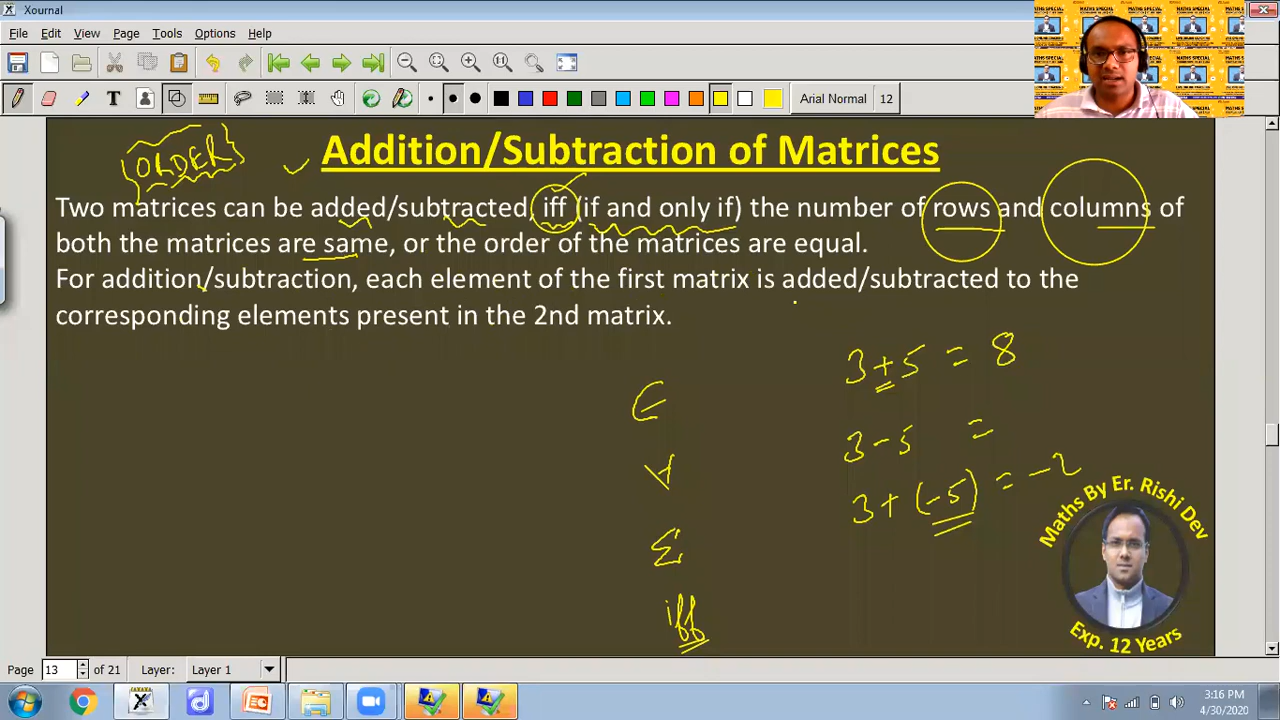 Xournal
File Edit View Page Tools Options Help
Arial Normal 12
ORDER
Addition/Subtraction of Matrices
Two matrices can be added/subtracted, iff (if and only if) the number of rows and columns of
both the matrices are same, or the order of the matrices are equal.
For addition/subtraction, each element of the first matrix is added/subtracted to the
corresponding elements present in the 2nd matrix.
3+5 = 8
∈
3-5 =
∀
3+(-5) = -2
Σ
iff
Maths By Er. Rishi Dev
Exp. 12 Years
Page 13 of 21 Layer: Layer 1
3:16 PM
4/30/2020